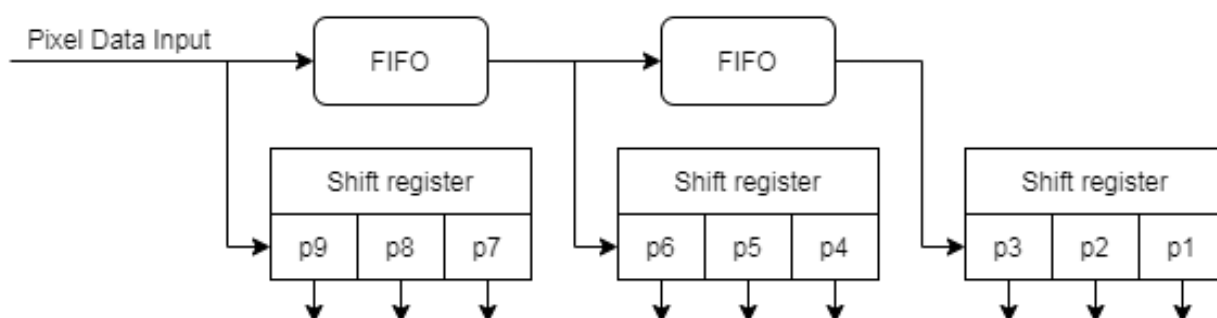 Pixel Data Input
FIFO
FIFO
Shift register
Shift register
Shift register
p9 p8 p7
p6 p5 p4
p3 p2 p1